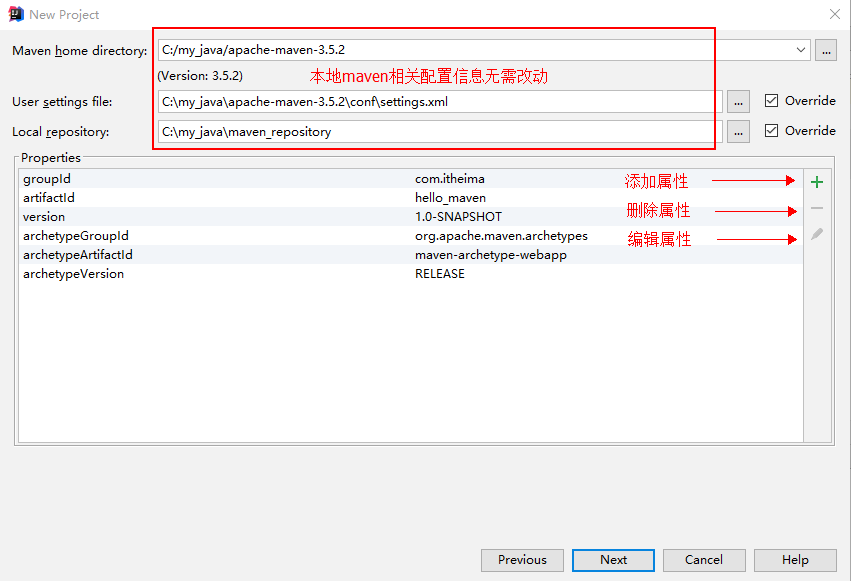 New Project
Maven home directory: C:/my_java/apache-maven-3.5.2 ...
(Version: 3.5.2) 本地maven相关配置信息无需改动
User settings file: C:\my_java\apache-maven-3.5.2\conf\settings.xml ... Override
Local repository: C:\my_java\maven_repository ... Override
Properties
groupId com.itheima 添加属性
artifactId hello_maven
version 1.0-SNAPSHOT 删除属性
archetypeGroupId org.apache.maven.archetypes 编辑属性
archetypeArtifactId maven-archetype-webapp
archetypeVersion RELEASE
Previous Next Cancel Help